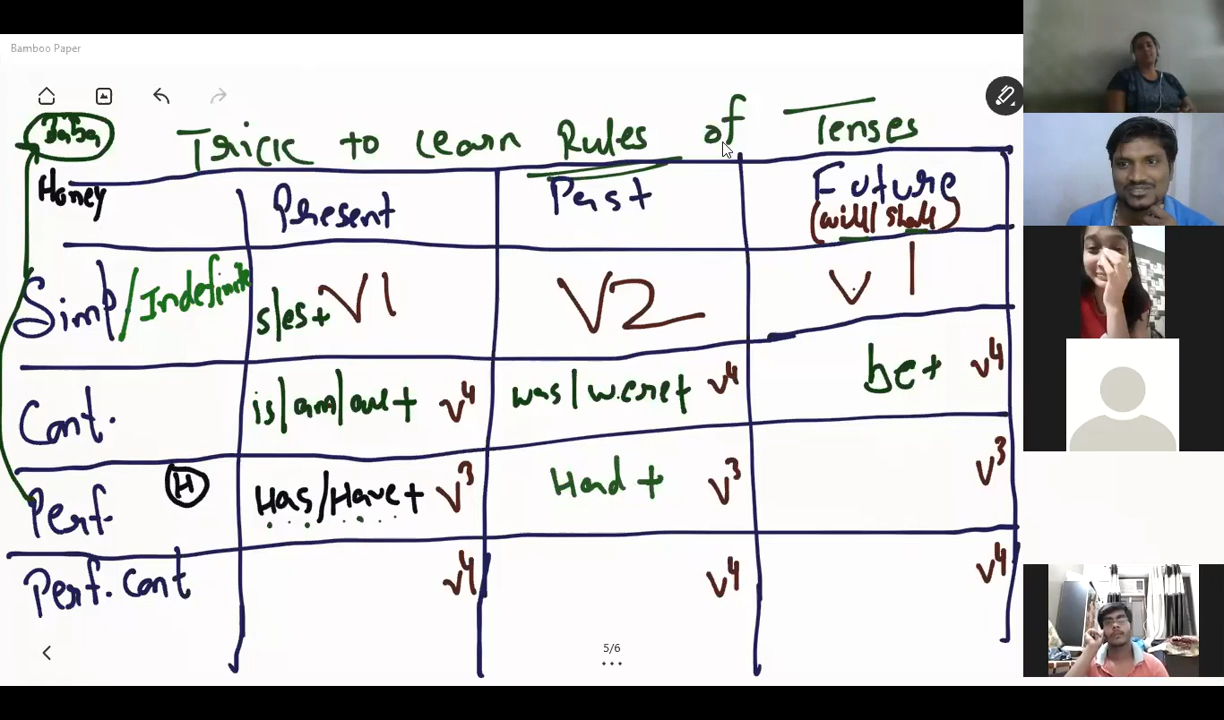 Bamboo Paper
Trick to Learn Rules of Tenses
Honey
Present Past Future
(will/shall)
Simp/Indefinite s/es+V1 V2 V1
Cont. is/am/are+ V4 was/were+ V4 be+ V4
Perf. H Has/Have+ V3 Had + V3 V3
Perf. Cont V4 V4 V4
5/6